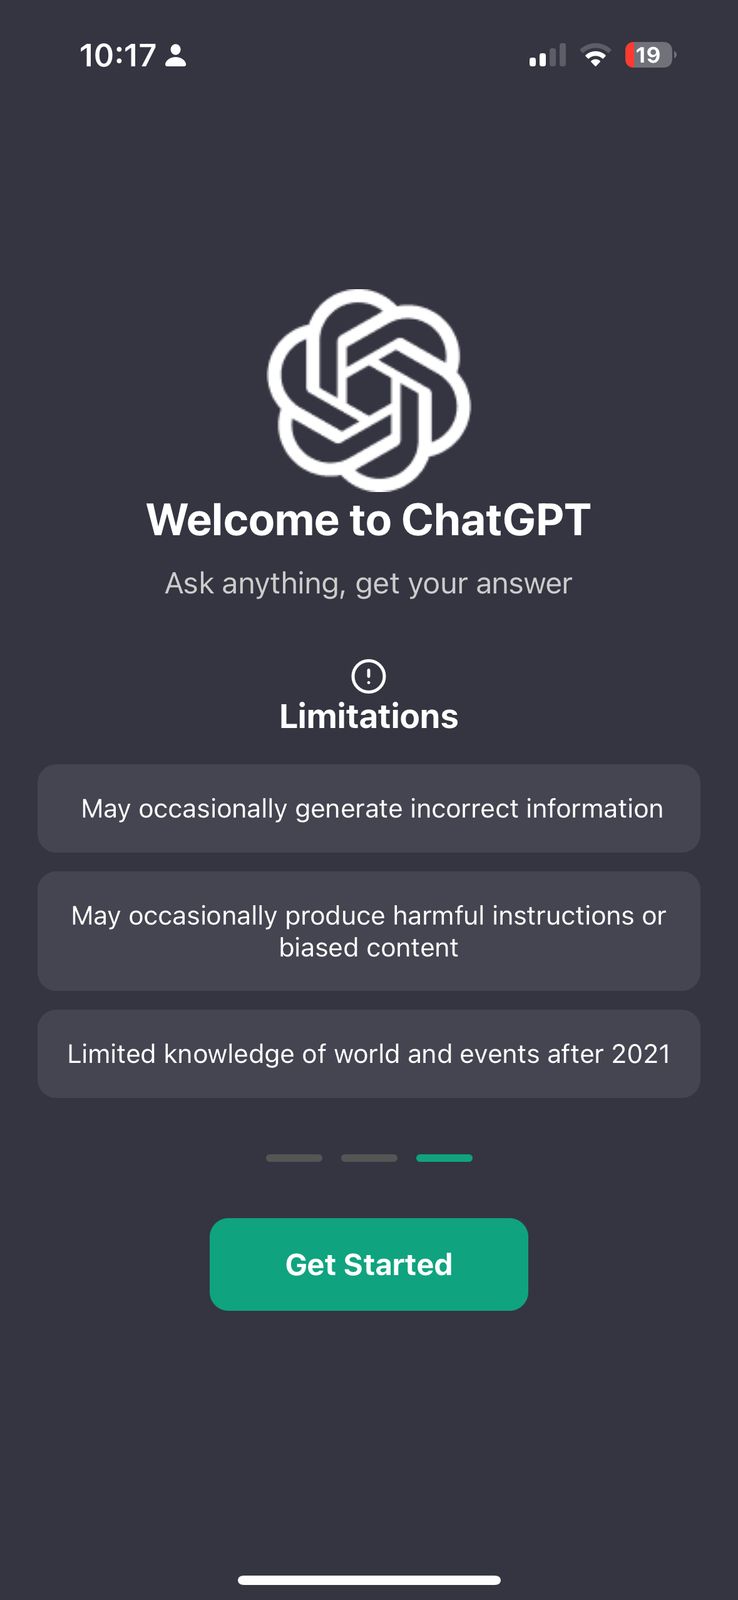 10:17
19
Welcome to ChatGPT
Ask anything, get your answer
Limitations
May occasionally generate incorrect information
May occasionally produce harmful instructions or
biased content
Limited knowledge of world and events after 2021
Get Started